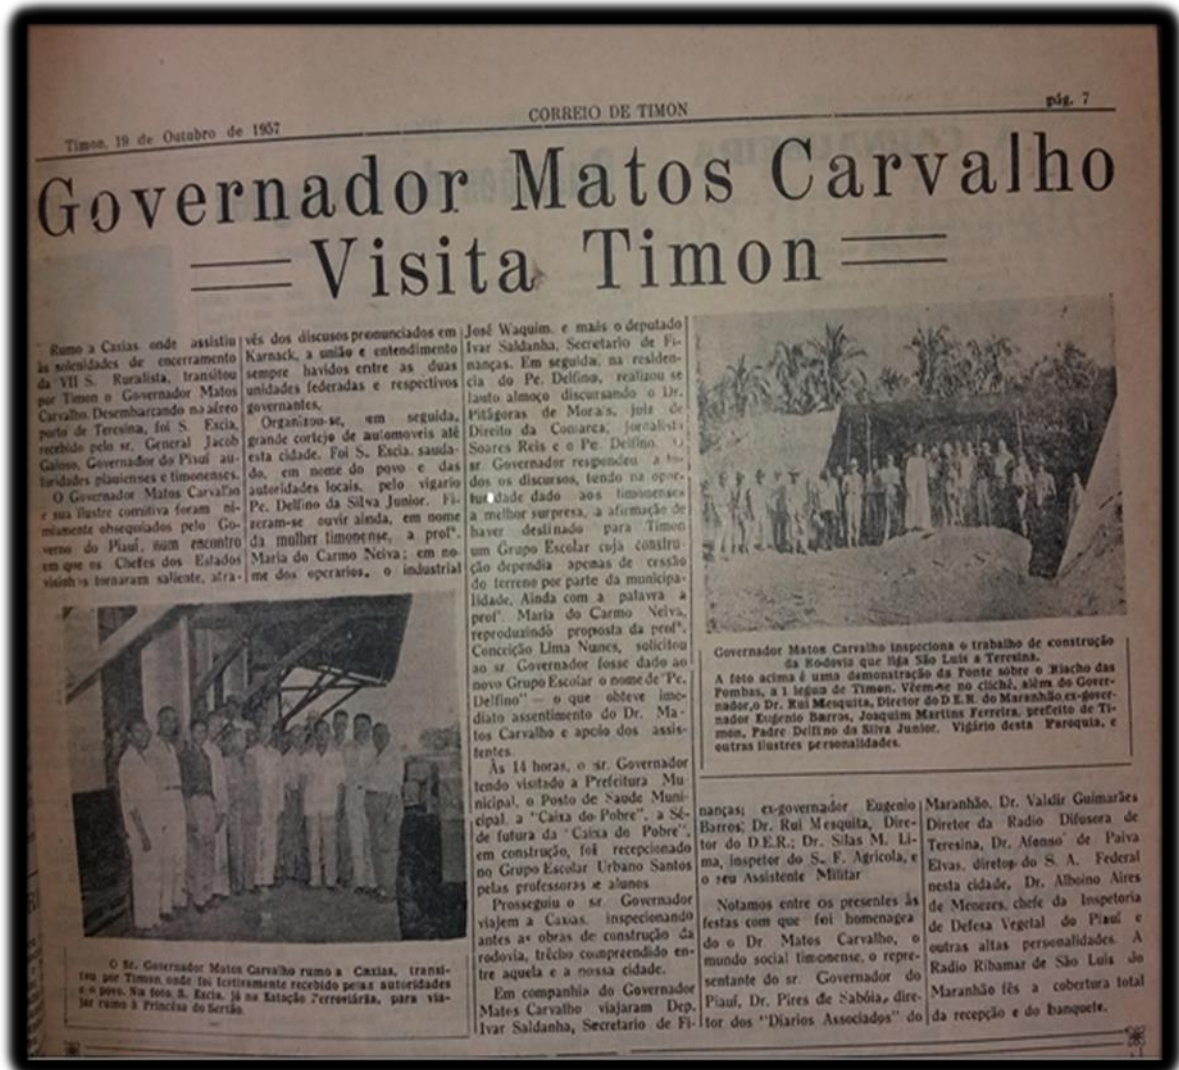 Timon, 19 de Outubro de 1957
CORREIO DE TIMON
pág. 7
Governador Matos Carvalho
Visita Timon
Rumo a Caxias, onde assistiu
às solenidades de encerramento
da VII S. Ruralista, transitou
por Timon o Governador Matos
Carvalho. Desembarcando na aéreo
porto de Teresina, foi S. Excia,
recebido pelo sr. General Jacob
Gaioso, Governador do Piauí au-
toridades piauienses e timonenses.
O Governador Matos Carvalho
e sua ilustre comitiva foram ni-
miamente obsequiados pelo Go-
verno do Piauí, num encontro
em que os Chefes dos Estados
visinhos tornaram saliente, atra-
vés dos discusos pronunciados em
Karnack, a união e entendimento
sempre havidos entre as duas
unidades federadas e respectivos
governantes.
Organizou-se, em seguida,
grande cortejo de automoveis até
esta cidade. Foi S. Escia. sauda-
do, em nome do povo e das
autoridades locais, pelo vigario
Pe. Delfino da Silva Junior. Fi-
zeram-se ouvir ainda, em nome
da mulher timonense, a profª.
Maria do Carmo Neiva; em no-
me dos operarios, o industrial
José Waquim, e mais o deputado
Ivar Saldanha, Secretario de Fi-
nanças. Em seguida, na residen-
cia do Pe. Delfino, realizou se
lauto almoço discursando o Dr.
Pitágoras de Morais, juiz de
Direito da Comarca, jornalista
Soares Reis e o Pe. Delfino. O
sr. Governador respondeu a to-
dos os discursos, tendo na opor-
tunidade dado aos timonenses
a melhor surpresa, a afirmação de
haver destinado para Timon
um Grupo Escolar cuja constru-
ção dependia apenas de cessão
do terreno por parte da municipa-
lidade. Ainda com a palavra a
profª. Maria do Carmo Neiva,
reproduzindo proposta da profª.
Conceição Lima Nunes, solicitou
ao sr. Governador fosse dado ao
novo Grupo Escolar o nome de "Pe.
Delfino" — o que obteve ime-
diato assentimento do Dr. Ma-
tos Carvalho e apoio dos assis-
tentes
Às 14 horas, o sr. Governador
tendo visitado a Prefeitura Mu
nicipal, o Posto de Saude Muni-
cipal, a "Caixa do Pobre", a Sé-
de futura da "Caixa do Pobre",
em construção, foi recepcionado
no Grupo Escolar Urbano Santos
pelas professoras e alunos
Prosseguiu o sr. Governador
viajem a Caxas, inspecionando
antes as obras de construção da
rodovia, trêcho compreendido en-
tre aquela e a nossa cidade.
Em companhia do Governador
Matos Carvalho viajaram Dep.
Ivar Saldanha, Secretario de Fi-
Governador Matos Carvalho inspeciona o trabalho de construção
da Rodovia que liga São Luis a Teresina.
A foto acima é uma demonstração da Ponte sobre o Riacho das
Pombas, a 1 legua de Timon. Vêem-se no clichê, além do Gover-
nador,o Dr. Rui Mesquita, Diretor do D.E.R. do Maranhão ex-gover-
nador Eugenio Barros, Joaquim Martins Ferreira, prefeito de Ti-
mon, Padre Delfino da Silva Junior, Vigário desta Paroquia, e
outras ilustres personalidades.
nanças; ex-governador Eugenio
Barros; Dr. Rui Mesquita, Dire-
tor do D.E.R.; Dr. Silas M. Li-
ma, inspetor do S. F. Agricola, e
o seu Assistente Militar
Notamos entre os presentes às
festas com que foi homenagea
do o Dr. Matos Carvalho, o
mundo social timonense, o repre-
sentante do sr. Governador do
Piauí, Dr. Pires de Sabóia, dire-
tor dos "Diarios Associados" do
Maranhão, Dr. Valdir Guimarães
Diretor da Radio Difusora de
Teresina, Dr. Afonso de Paiva
Elvas, diretor do S. A. Federal
nesta cidade, Dr. Alboino Aires
de Menezes, chefe da Inspetoria
de Defesa Vegetal do Piauí e
outras altas personalidades. A
Radio Ribamar de São Luis do
Maranhão fês a cobertura total
da recepção e do banquete.
O Sr. Governador Matos Carvalho rumo a Caxias, transi-
tou por Timon onde foi festivamente recebido pelas autoridades
e o povo. Na foto S. Escia. já na Estação Ferroviária, para via-
jar rumo à Princêsa do Sertão.